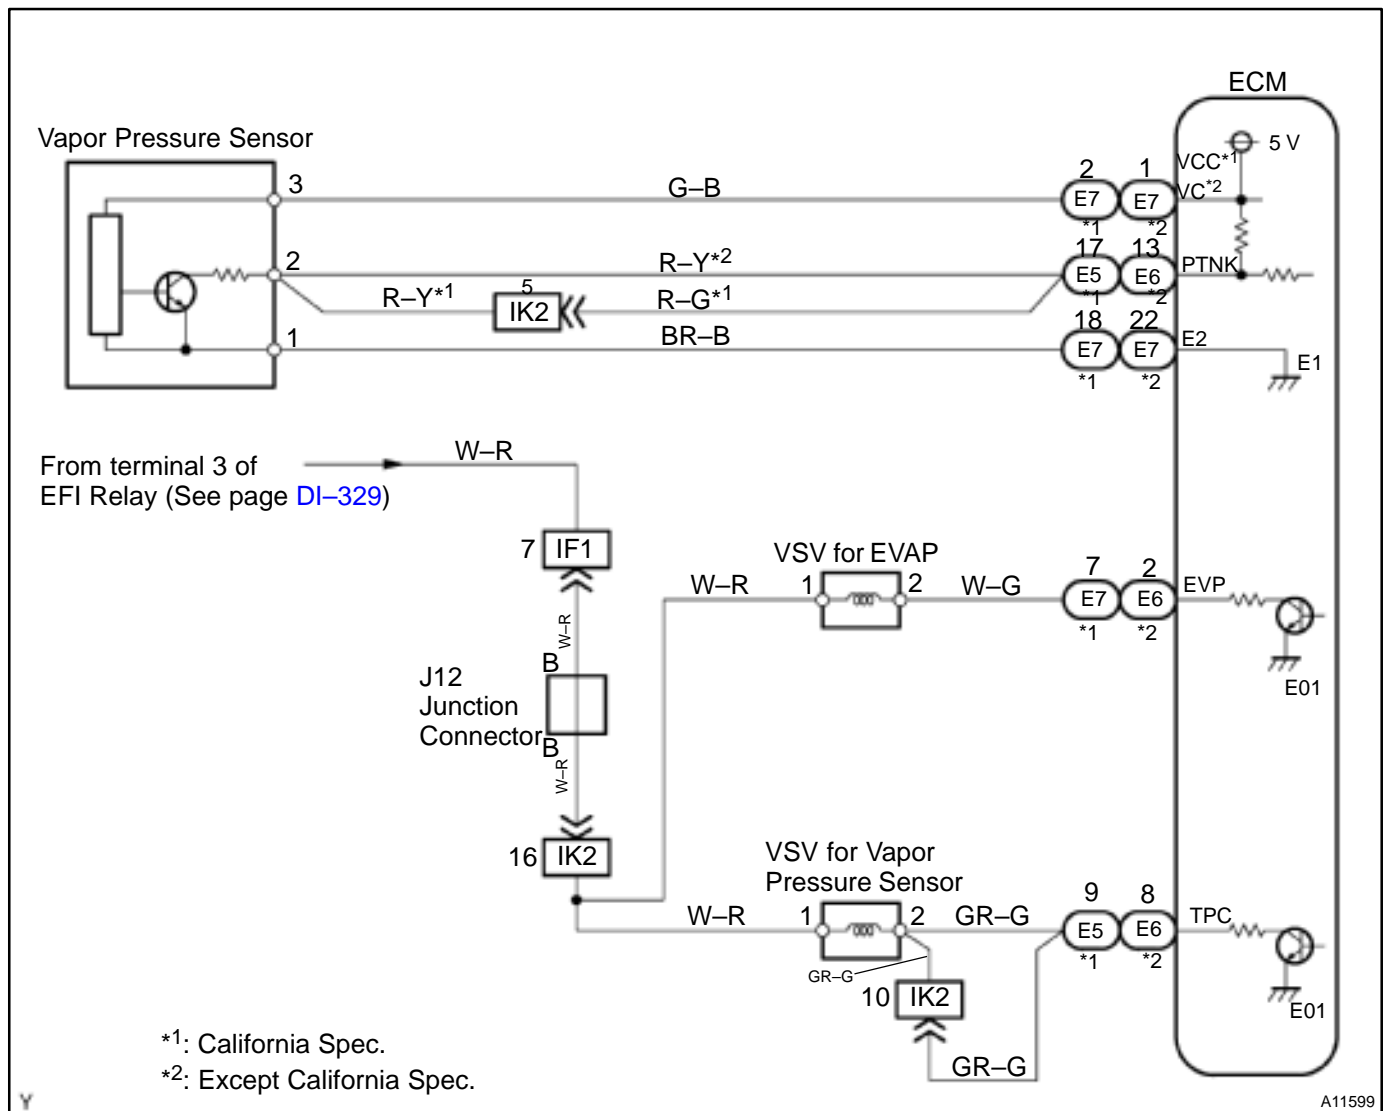 ECM
Vapor Pressure Sensor
5 V
VCC*1
VC*2
3
G–B
2
1
E7
E7
*1
*2
2
R–Y*2
17
13
PTNK
E5
E6
*1
*2
R–Y*1
5
IK2
R–G*1
1
BR–B
18
22
E2
E7
E7
*1
*2
E1
From terminal 3 of
EFI Relay (See page DI–329)
W–R
7
IF1
W–R
B
J12
Junction
Connector
B
W–R
16
IK2
VSV for EVAP
W–R
1
2
W–G
7
2
EVP
E7
E6
*1
*2
E01
VSV for Vapor
Pressure Sensor
W–R
1
2
GR–G
9
8
TPC
E5
E6
*1
*2
GR–G
10
IK2
E01
GR–G
*1: California Spec.
*2: Except California Spec.
Y
A11599